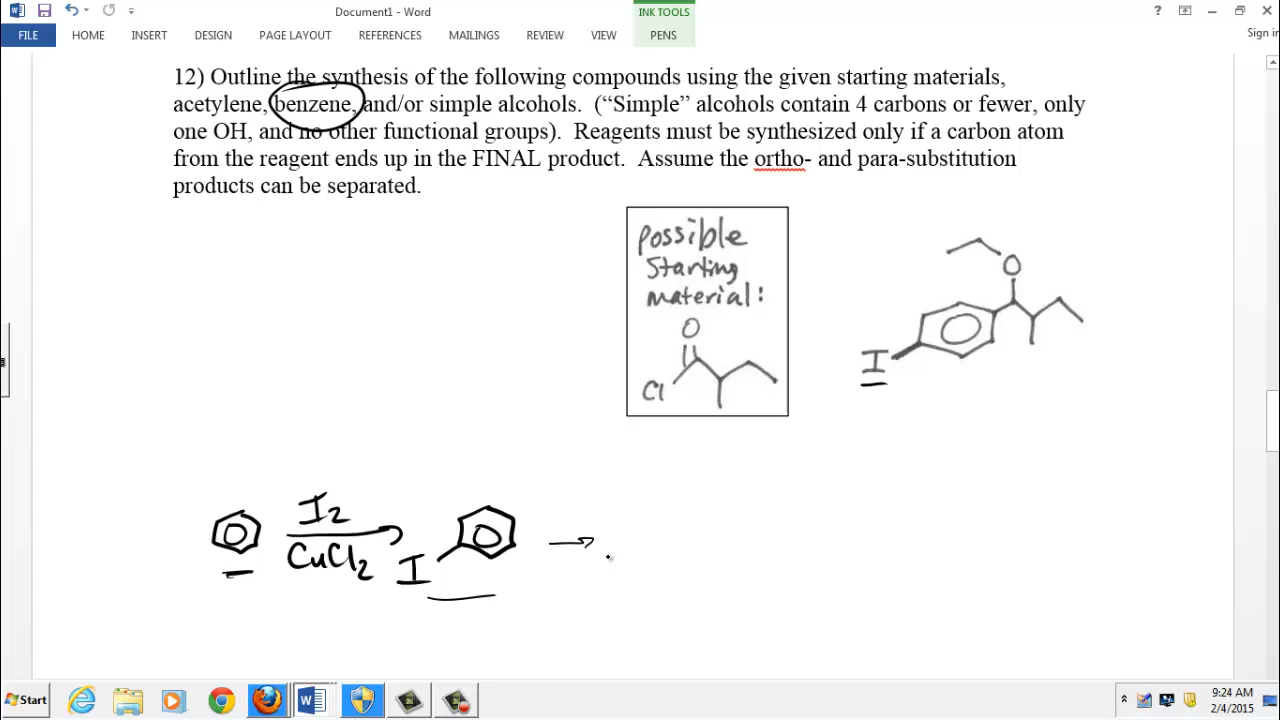 Document1 - Word
INK TOOLS
?
FILE
HOME
INSERT
DESIGN
PAGE LAYOUT
REFERENCES
MAILINGS
REVIEW
VIEW
PENS
Sign in
12) Outline the synthesis of the following compounds using the given starting materials,
acetylene, benzene, and/or simple alcohols. (“Simple” alcohols contain 4 carbons or fewer, only
one OH, and no other functional groups). Reagents must be synthesized only if a carbon atom
from the reagent ends up in the FINAL product. Assume the ortho- and para-substitution
products can be separated.
possible
starting
material:
O
Cl
O
I
I2
CuCl2
I
Start
9:24 AM
2/4/2015